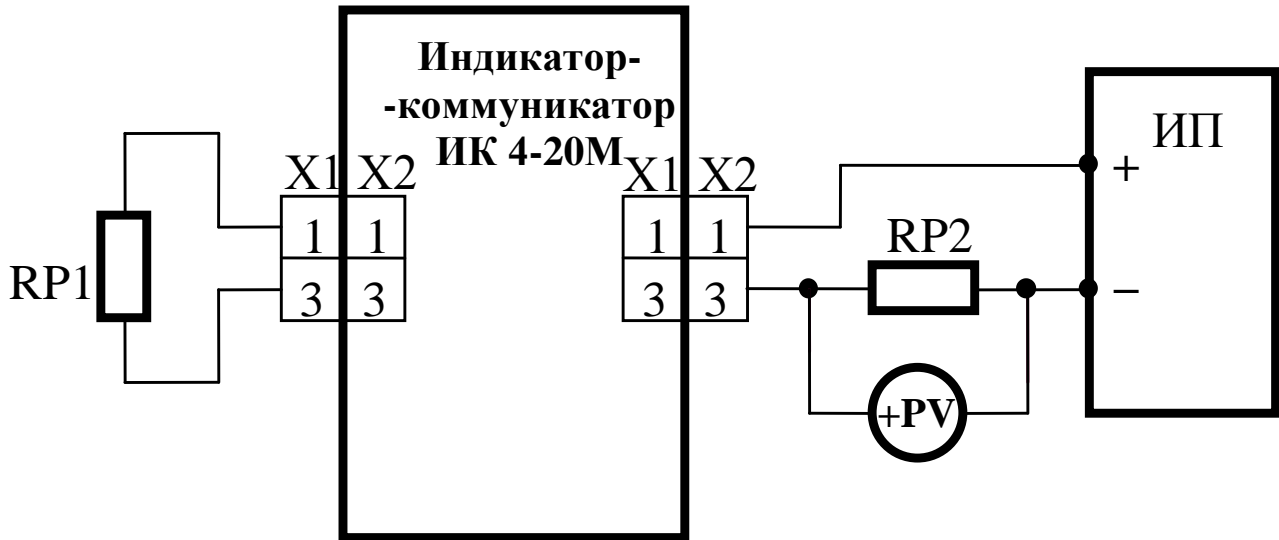 Индикатор-
-коммуникатор
ИК 4-20М
ИП
X1 X2
X1 X2
+
1 1
1 1
RP2
RP1
3 3
3 3
−
+PV